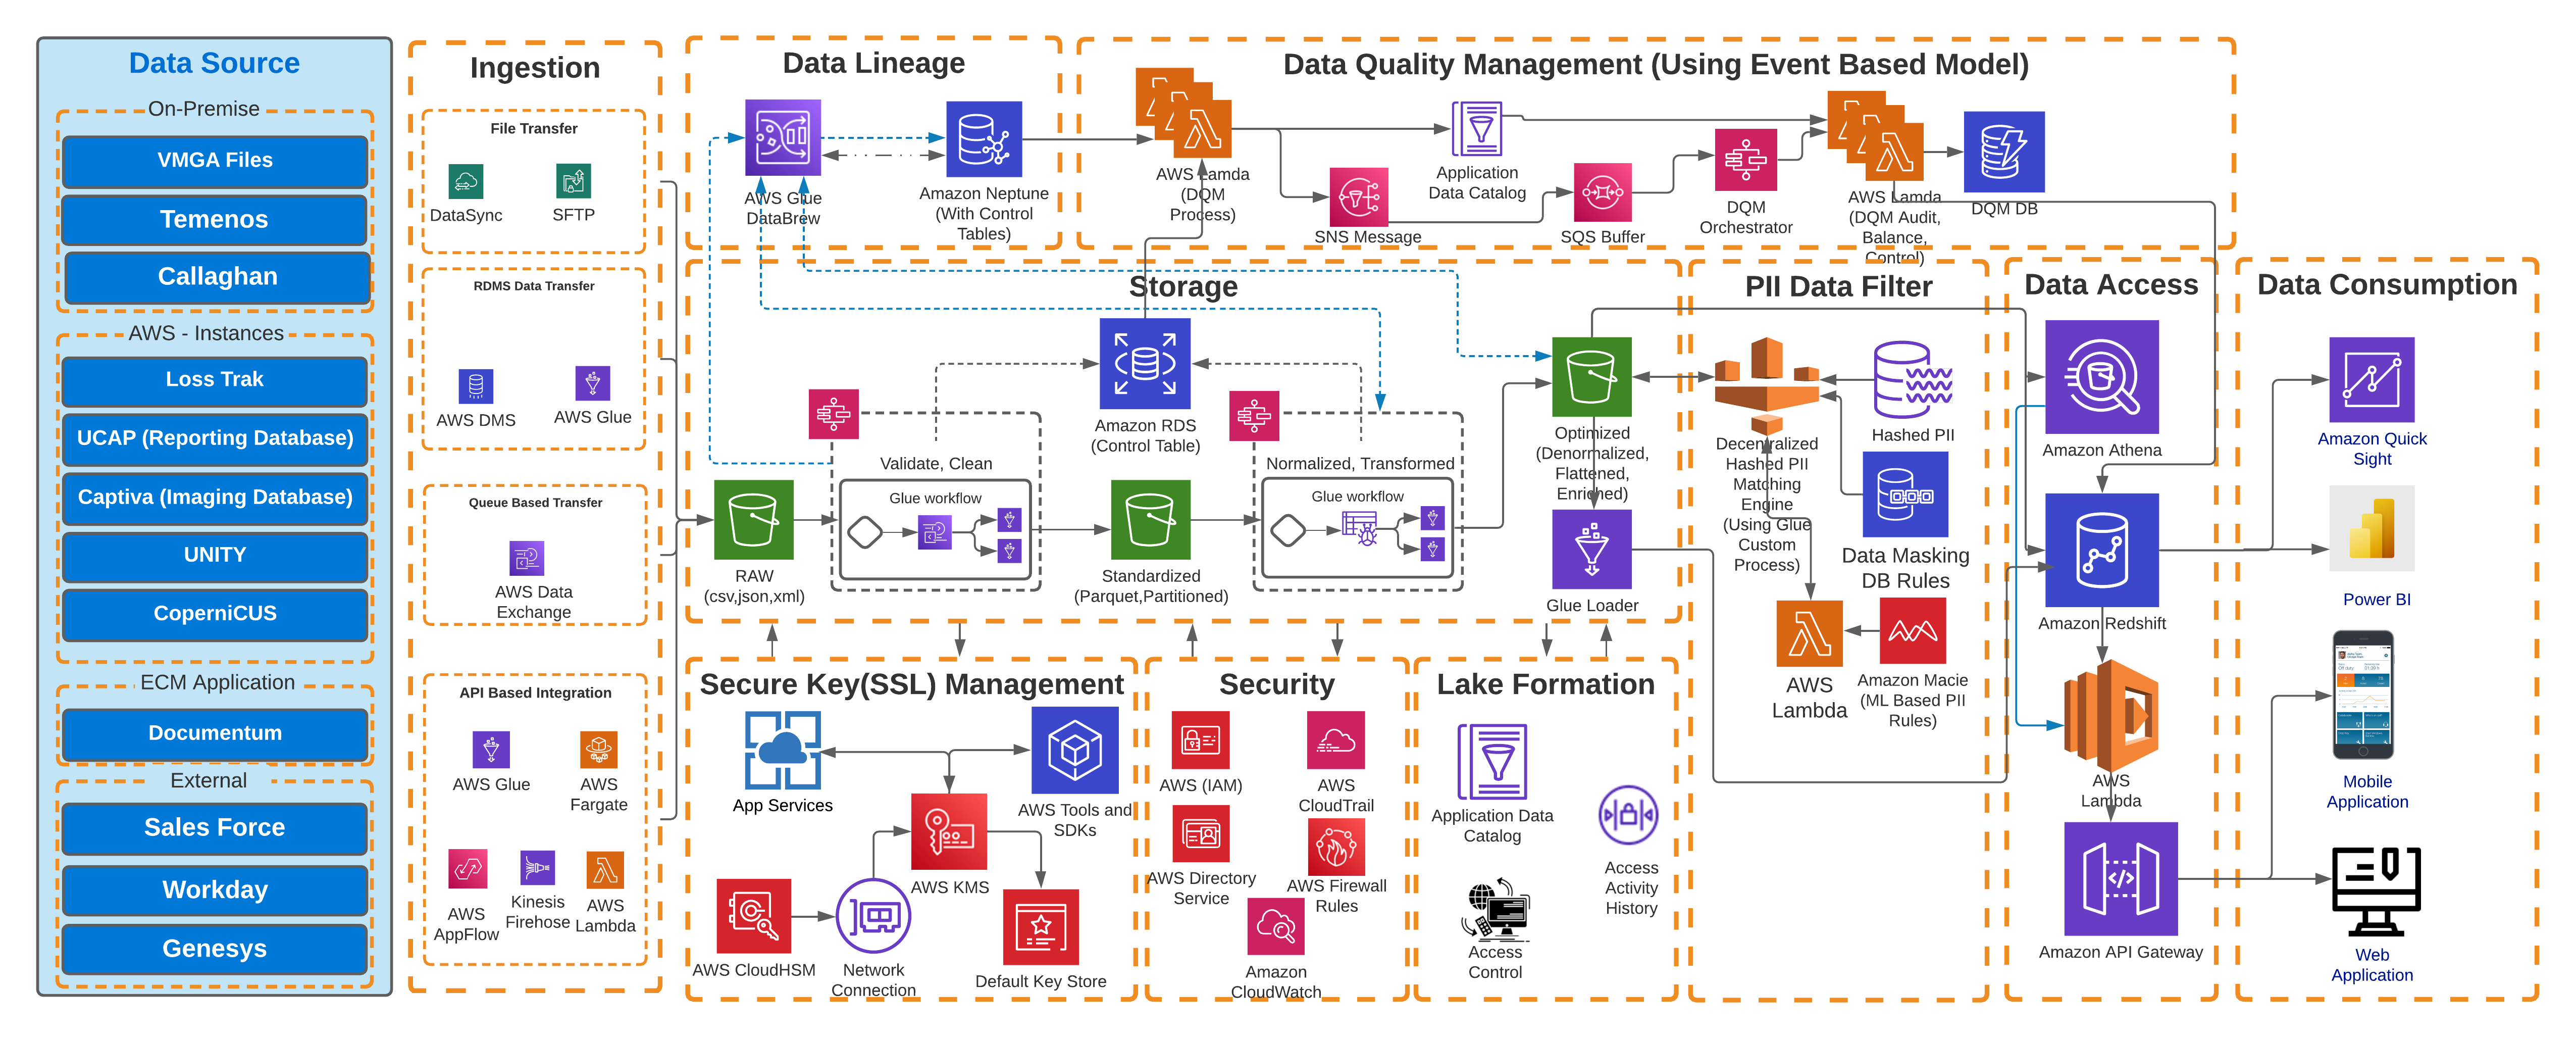 Data Source
On-Premise
VMGA Files
Temenos
Callaghan
AWS - Instances
Loss Trak
UCAP (Reporting Database)
Captiva (Imaging Database)
UNITY
CoperniCUS
ECM Application
Documentum
External
Sales Force
Workday
Genesys
Ingestion
File Transfer
DataSync
SFTP
RDMS Data Transfer
AWS DMS
AWS Glue
Queue Based Transfer
AWS Data
Exchange
API Based Integration
AWS Glue
AWS
Fargate
AWS
AppFlow
Kinesis
Firehose
AWS
Lambda
Data Lineage
AWS Glue
DataBrew
Amazon Neptune
(With Control
Tables)
Data Quality Management (Using Event Based Model)
AWS Lamda
(DQM
Process)
Application
Data Catalog
SNS Message
SQS Buffer
DQM
Orchestrator
AWS Lamda
(DQM Audit,
Balance,
Control)
DQM DB
Storage
Amazon RDS
(Control Table)
RAW
(csv,json,xml)
Validate, Clean
Glue workflow
Standardized
(Parquet,Partitioned)
Normalized, Transformed
Glue workflow
Optimized
(Denormalized,
Flattened,
Enriched)
Glue Loader
PII Data Filter
Decentralized
Hashed PII
Matching
Engine
(Using Glue
Custom
Process)
Hashed PII
Data Masking
DB Rules
AWS
Lambda
Amazon Macie
(ML Based PII
Rules)
Data Access
Amazon Athena
Amazon Redshift
AWS
Lambda
Amazon API Gateway
Data Consumption
Amazon Quick
Sight
Power BI
Mobile
Application
Web
Application
Secure Key(SSL) Management
App Services
AWS Tools and
SDKs
AWS KMS
AWS CloudHSM
Network
Connection
Default Key Store
Security
AWS (IAM)
AWS
CloudTrail
AWS Directory
Service
AWS Firewall
Rules
Amazon
CloudWatch
Lake Formation
Application Data
Catalog
Access
Activity
History
Access
Control